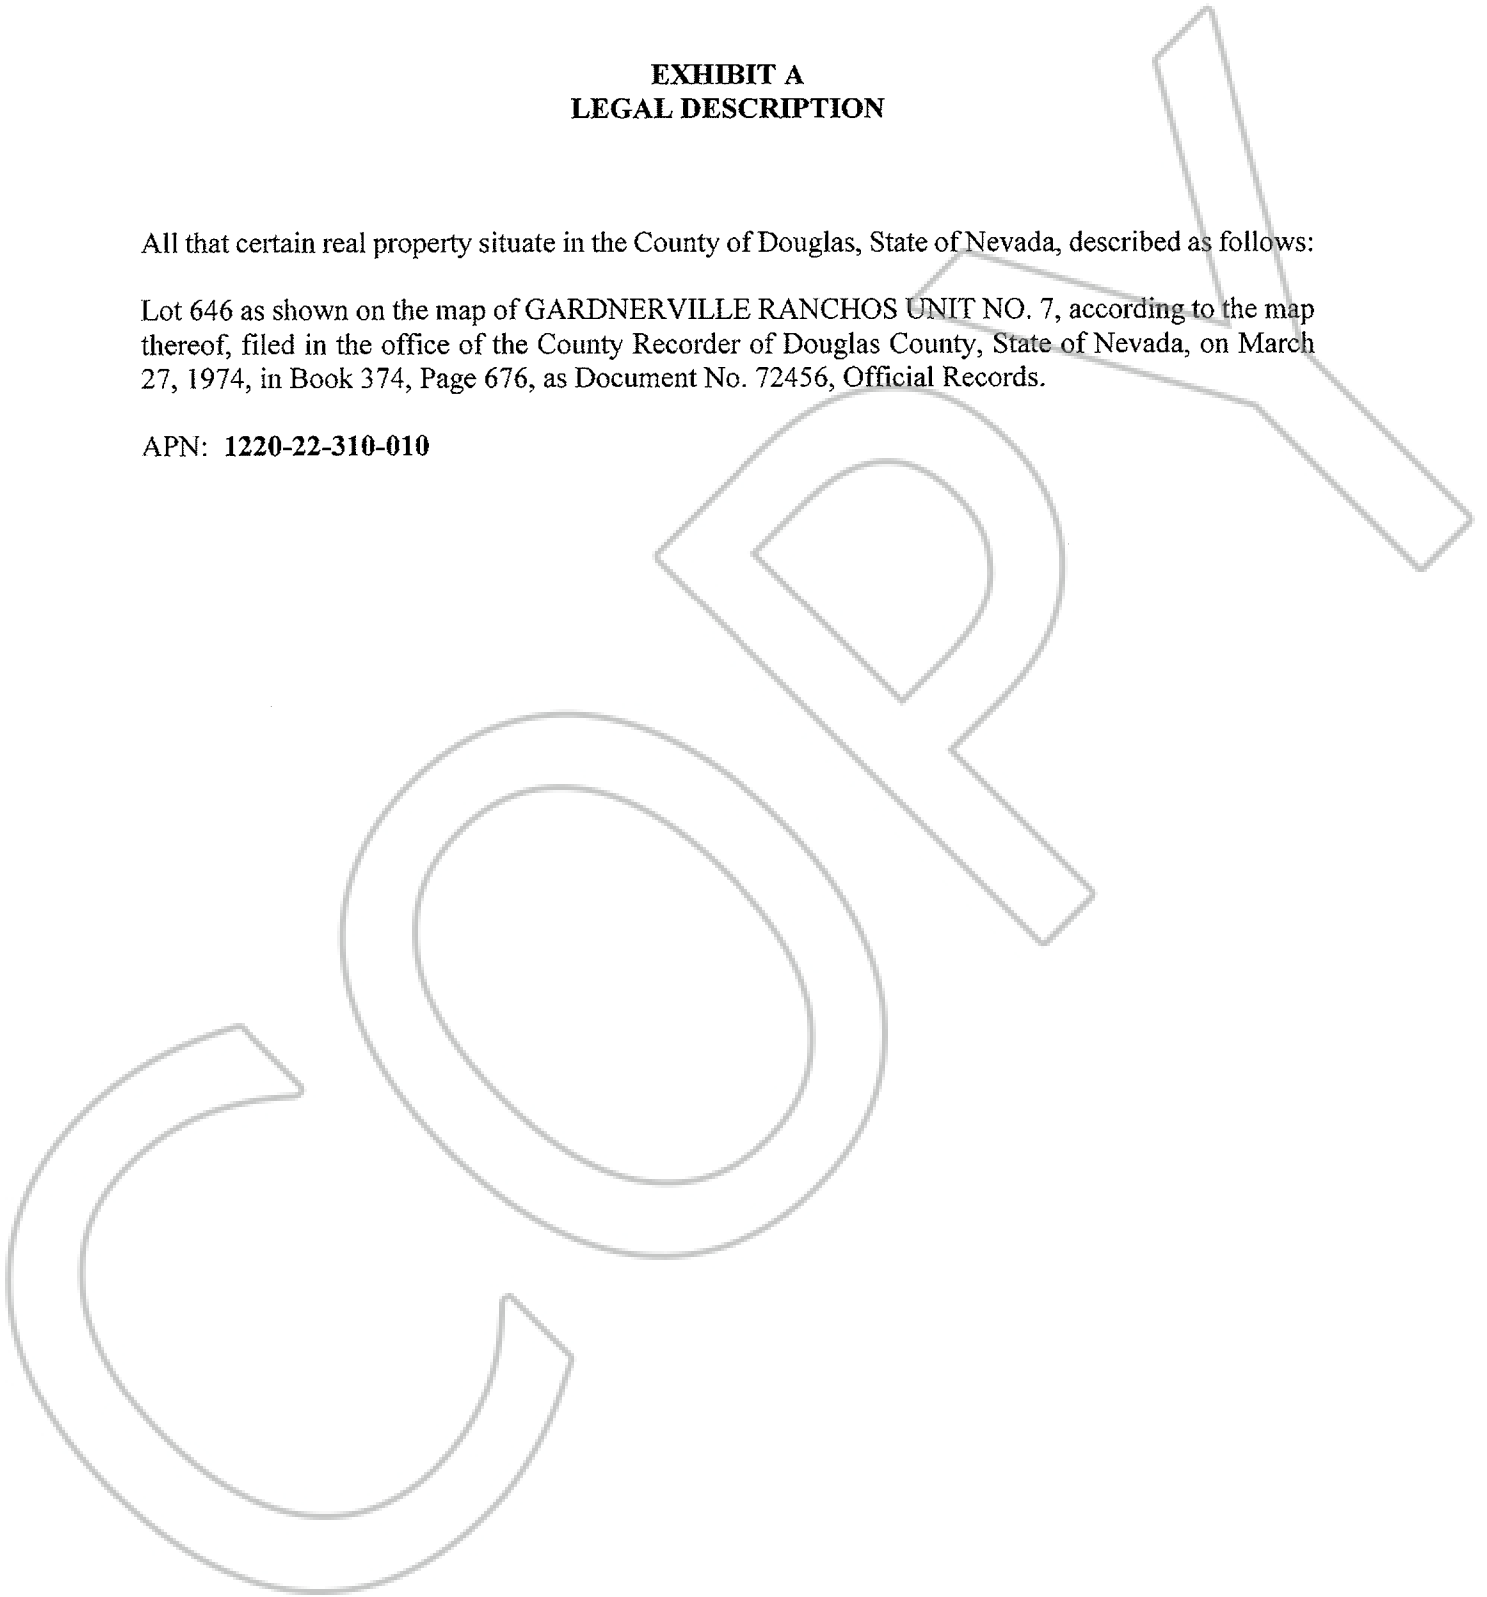 EXHIBIT A
LEGAL DESCRIPTION
All that certain real property situate in the County of Douglas, State of Nevada, described as follows:
Lot 646 as shown on the map of GARDNERVILLE RANCHOS UNIT NO. 7, according to the map
thereof, filed in the office of the County Recorder of Douglas County, State of Nevada, on March
27, 1974, in Book 374, Page 676, as Document No. 72456, Official Records.
APN: 1220-22-310-010
COPY